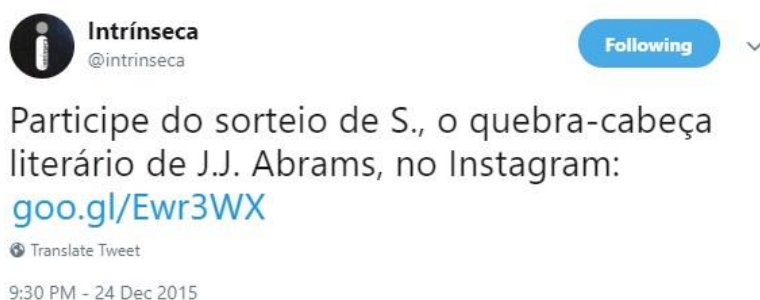 Intrínseca
@intrinseca
Following
Participe do sorteio de S., o quebra-cabeça
literário de J.J. Abrams, no Instagram:
goo.gl/Ewr3WX
Translate Tweet
9:30 PM - 24 Dec 2015